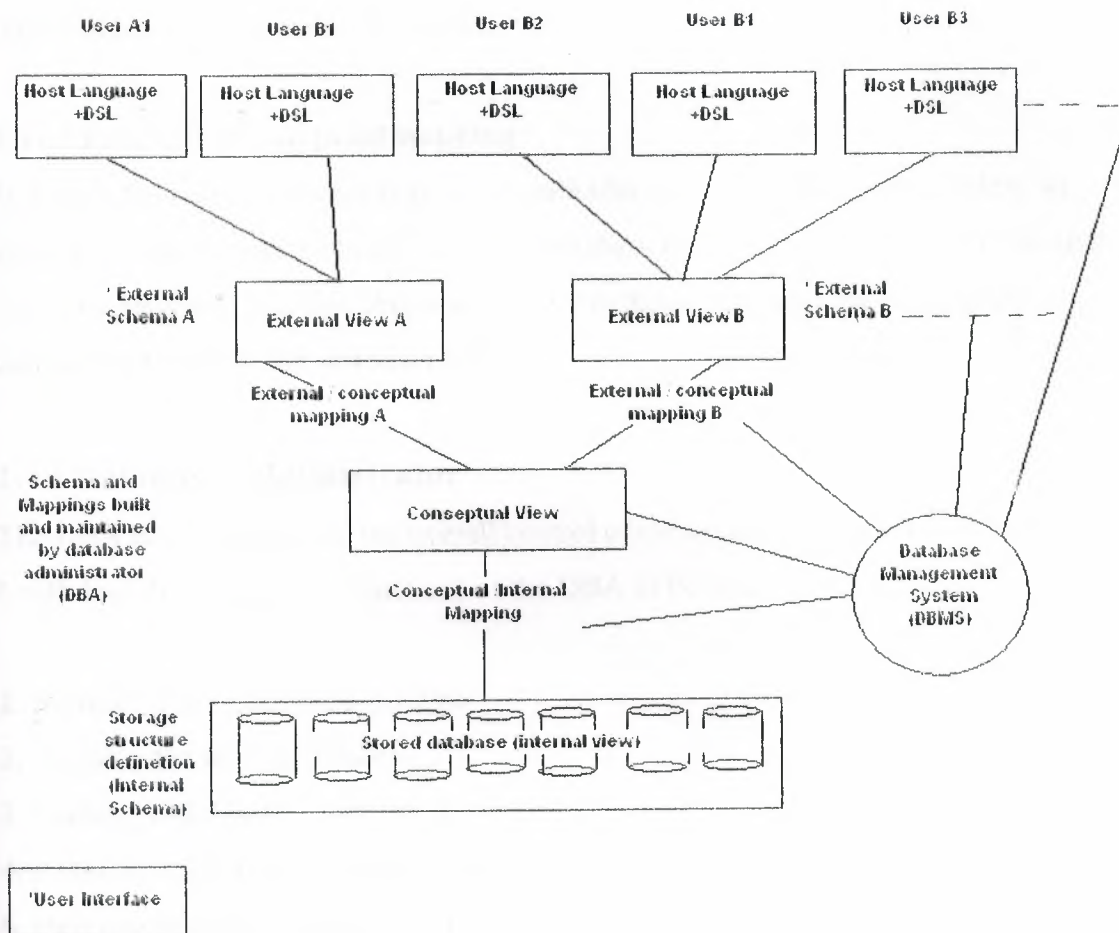 User A1
User B1
User B2
User B1
User B3
Host Language
+DSL
Host Language
+DSL
Host Language
+DSL
Host Language
+DSL
Host Language
+DSL
' External
Schema A
External View A
External View B
' External
Schema B
External / conceptual
mapping A
External / conceptual
mapping B
Schema and
Mappings built
and maintained
by database
administrator
(DBA)
Conseptual View
Conceptual Internal
Mapping
Database
Management
System
(DBMS)
Storage
structure
definetion
(Internal
Schema)
Stored database (internal view)
'User Interface